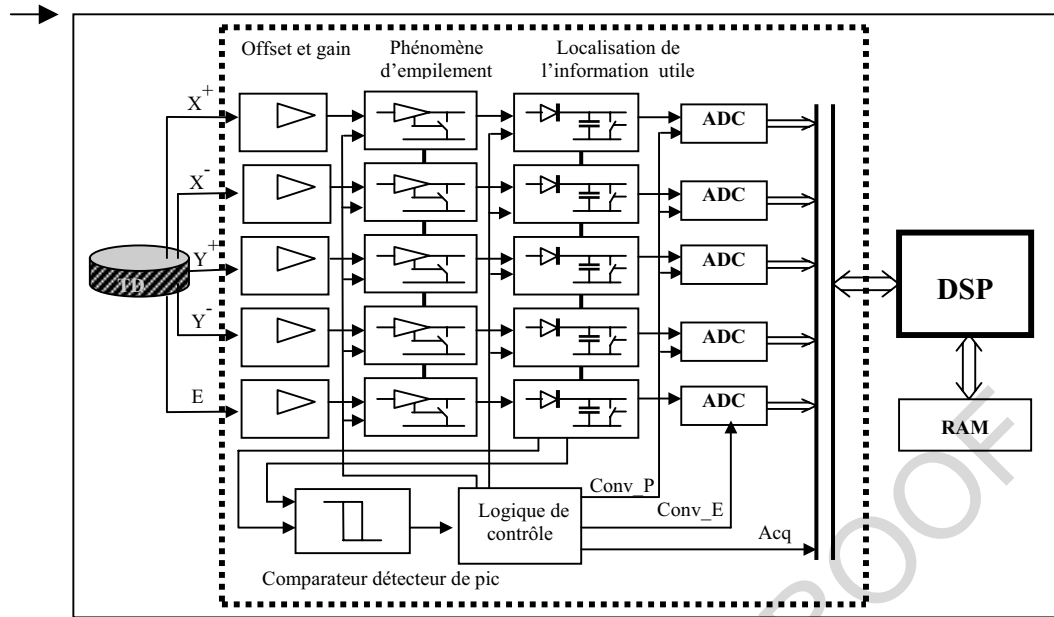 Offset et gain
Phénomène
d'empilement
Localisation de
l'information utile
X+
ADC
X-
ADC
Y+
ADC
TD
DSP
Y-
ADC
E
ADC
RAM
Conv_P
Conv_E
Logique de
contrôle
Acq
Comparateur détecteur de pic
PROOF